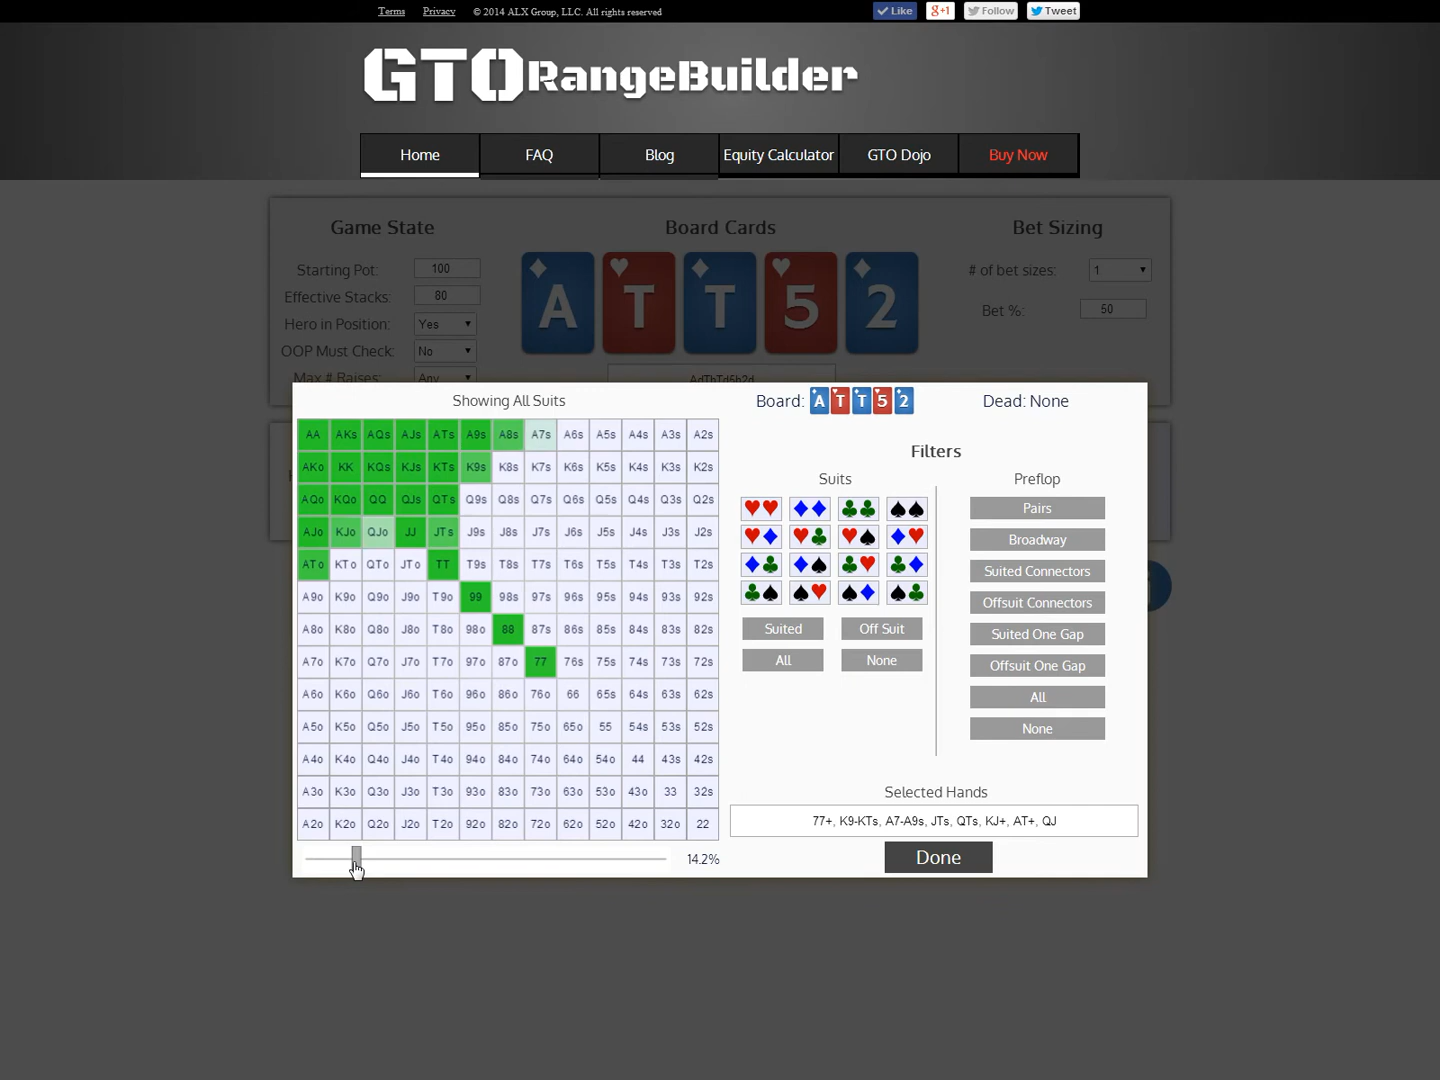 Terms Privacy © 2014 ALX Group, LLC. All rights reserved Like +1 Follow Tweet
GTORangeBuilder
Home FAQ Blog Equity Calculator GTO Dojo Buy Now
Game State Board Cards Bet Sizing
Starting Pot: 100
Effective Stacks: 80
Hero in Position: Yes
OOP Must Check: No
Max # Raises: Any
A T T 5 2
AdThTd5h2d
# of bet sizes: 1
Bet %: 50
Showing All Suits
Board: A T T 5 2
Dead: None
AA AKs AQs AJs ATs A9s A8s A7s A6s A5s A4s A3s A2s
AKo KK KQs KJs KTs K9s K8s K7s K6s K5s K4s K3s K2s
AQo KQo QQ QJs QTs Q9s Q8s Q7s Q6s Q5s Q4s Q3s Q2s
AJo KJo QJo JJ JTs J9s J8s J7s J6s J5s J4s J3s J2s
ATo KTo QTo JTo TT T9s T8s T7s T6s T5s T4s T3s T2s
A9o K9o Q9o J9o T9o 99 98s 97s 96s 95s 94s 93s 92s
A8o K8o Q8o J8o T8o 98o 88 87s 86s 85s 84s 83s 82s
A7o K7o Q7o J7o T7o 97o 87o 77 76s 75s 74s 73s 72s
A6o K6o Q6o J6o T6o 96o 86o 76o 66 65s 64s 63s 62s
A5o K5o Q5o J5o T5o 95o 85o 75o 65o 55 54s 53s 52s
A4o K4o Q4o J4o T4o 94o 84o 74o 64o 54o 44 43s 42s
A3o K3o Q3o J3o T3o 93o 83o 73o 63o 53o 43o 33 32s
A2o K2o Q2o J2o T2o 92o 82o 72o 62o 52o 42o 32o 22
14.2%
Filters
Suits
Suited Off Suit
All None
Preflop
Pairs
Broadway
Suited Connectors
Offsuit Connectors
Suited One Gap
Offsuit One Gap
All
None
Selected Hands
77+, K9-KTs, A7-A9s, JTs, QTs, KJ+, AT+, QJ
Done